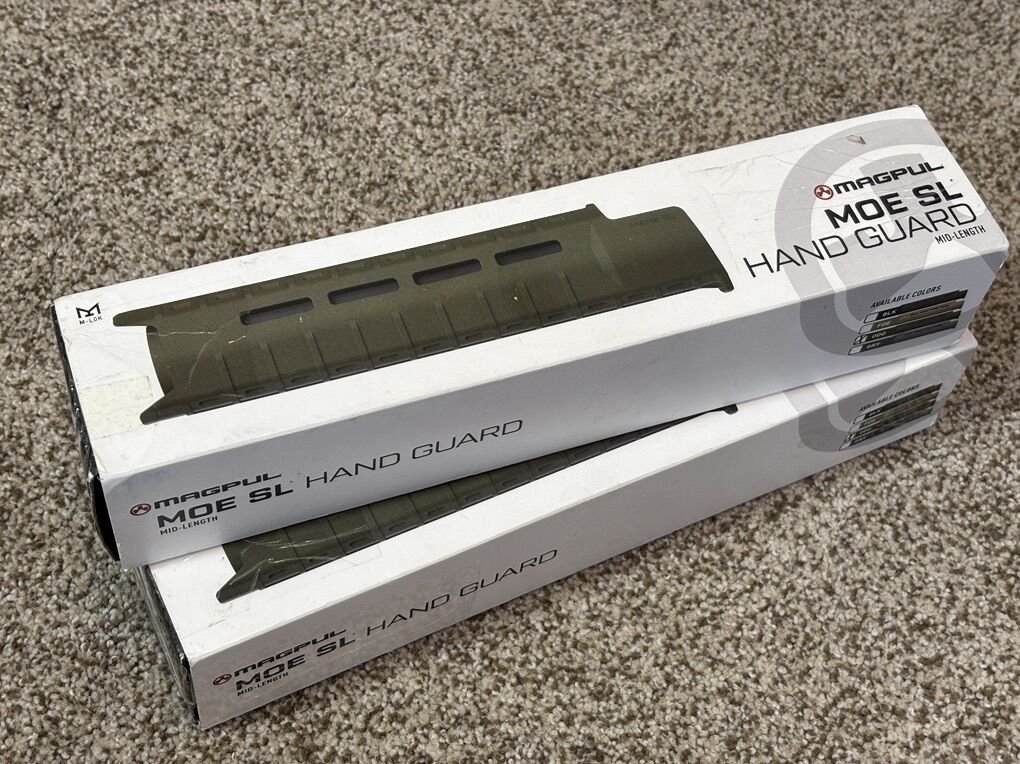 MAGPUL
MOE SL
HAND GUARD
MID-LENGTH
M-LOK
AVAILABLE COLORS
BLK
FDE
ODG
GRY
MAGPUL
MOE SL HAND GUARD
MID-LENGTH
AVAILABLE COLORS
BLK
MAGPUL
MOE SL HAND GUARD
MID-LENGTH